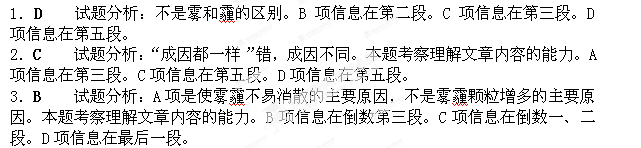 1. D 试题分析：不是雾和霾的区别。B 项信息在第二段。C 项信息在第三段。D
项信息在第五段。
2. C 试题分析：“成因都一样 ”错，成因不同。本题考察理解文章内容的能力。A
项信息在第三段。C 项信息在第五段。D 项信息在第五段。
3. B 试题分析：A 项是使雾霾不易消散的主要原因，不是雾霾颗粒增多的主要原
因。本题考察理解文章内容的能力。B 项信息在倒数第三段。C 项信息在倒数一、二
段。D 项信息在最后一段。